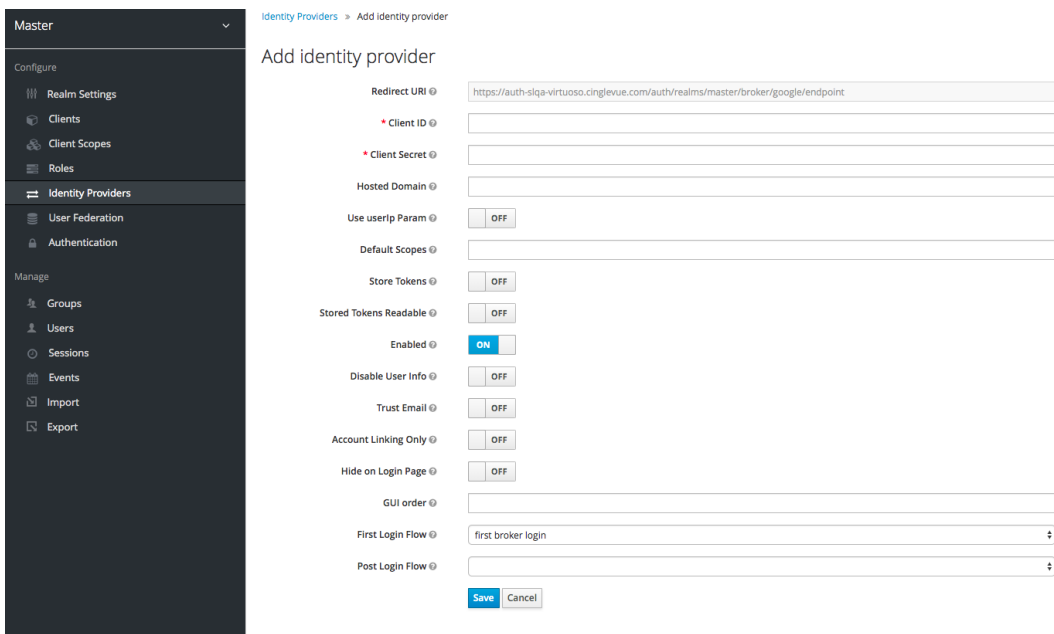 Master
Configure
Realm Settings
Clients
Client Scopes
Roles
Identity Providers
User Federation
Authentication
Manage
Groups
Users
Sessions
Events
Import
Export
Identity Providers » Add identity provider
Add identity provider
Redirect URI
https://auth-slqa-virtuoso.cinglevue.com/auth/realms/master/broker/google/endpoint
* Client ID
* Client Secret
Hosted Domain
Use userIp Param OFF
Default Scopes
Store Tokens OFF
Stored Tokens Readable OFF
Enabled ON
Disable User Info OFF
Trust Email OFF
Account Linking Only OFF
Hide on Login Page OFF
GUI order
First Login Flow first broker login
Post Login Flow
Save Cancel